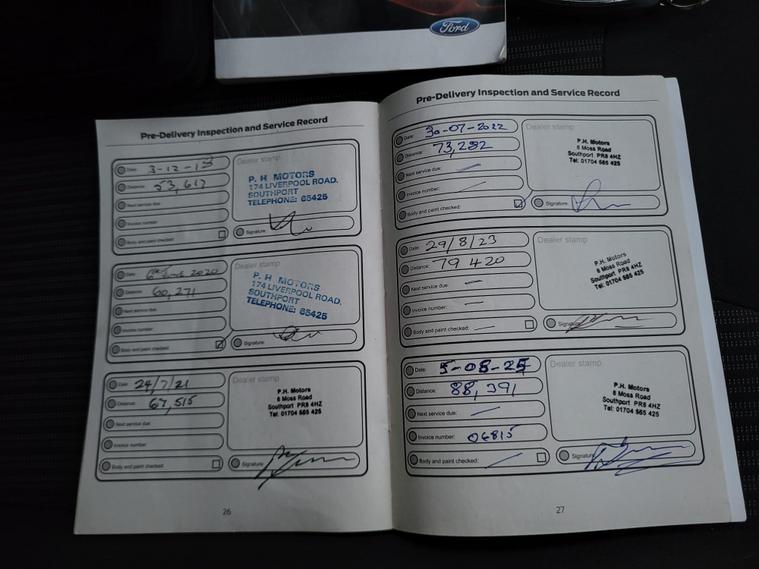 Ford
Pre-Delivery Inspection and Service Record
Date: 3-12-18
Distance: 53,617
Next service due:
Invoice number:
Body and paint checked:
Dealer stamp
P. H MOTORS
174 LIVERPOOL ROAD,
SOUTHPORT
TELEPHONE: 65425
Signature:
Date: 6th June 2020
Distance: 60,271
Next service due:
Invoice number:
Body and paint checked:
Dealer stamp
P. H MOTORS
174 LIVERPOOL ROAD,
SOUTHPORT
TELEPHONE: 65425
Signature:
Date: 24/7/21
Distance: 67,515
Next service due:
Invoice number:
Body and paint checked:
Dealer stamp
P.H. Motors
6 Moss Road
Southport PR8 4HZ
Tel: 01704 565 425
Signature:
26
Pre-Delivery Inspection and Service Record
Date: 30-07-2022
Distance: 73,282
Next service due: —
Invoice number: —
Body and paint checked:
Dealer stamp
P.H. Motors
6 Moss Road
Southport PR8 4HZ
Tel: 01704 565 425
Signature:
Date: 29/8/23
Distance: 79 420
Next service due: —
Invoice number: —
Body and paint checked: —
Dealer stamp
P.H. Motors
6 Moss Road
Southport PR8 4HZ
Tel: 01704 565 425
Signature:
Date: 5-08-25
Distance: 88,391
Next service due: —
Invoice number: 06815
Body and paint checked: —
Dealer stamp
P.H. Motors
6 Moss Road
Southport PR8 4HZ
Tel: 01704 565 425
Signature:
27